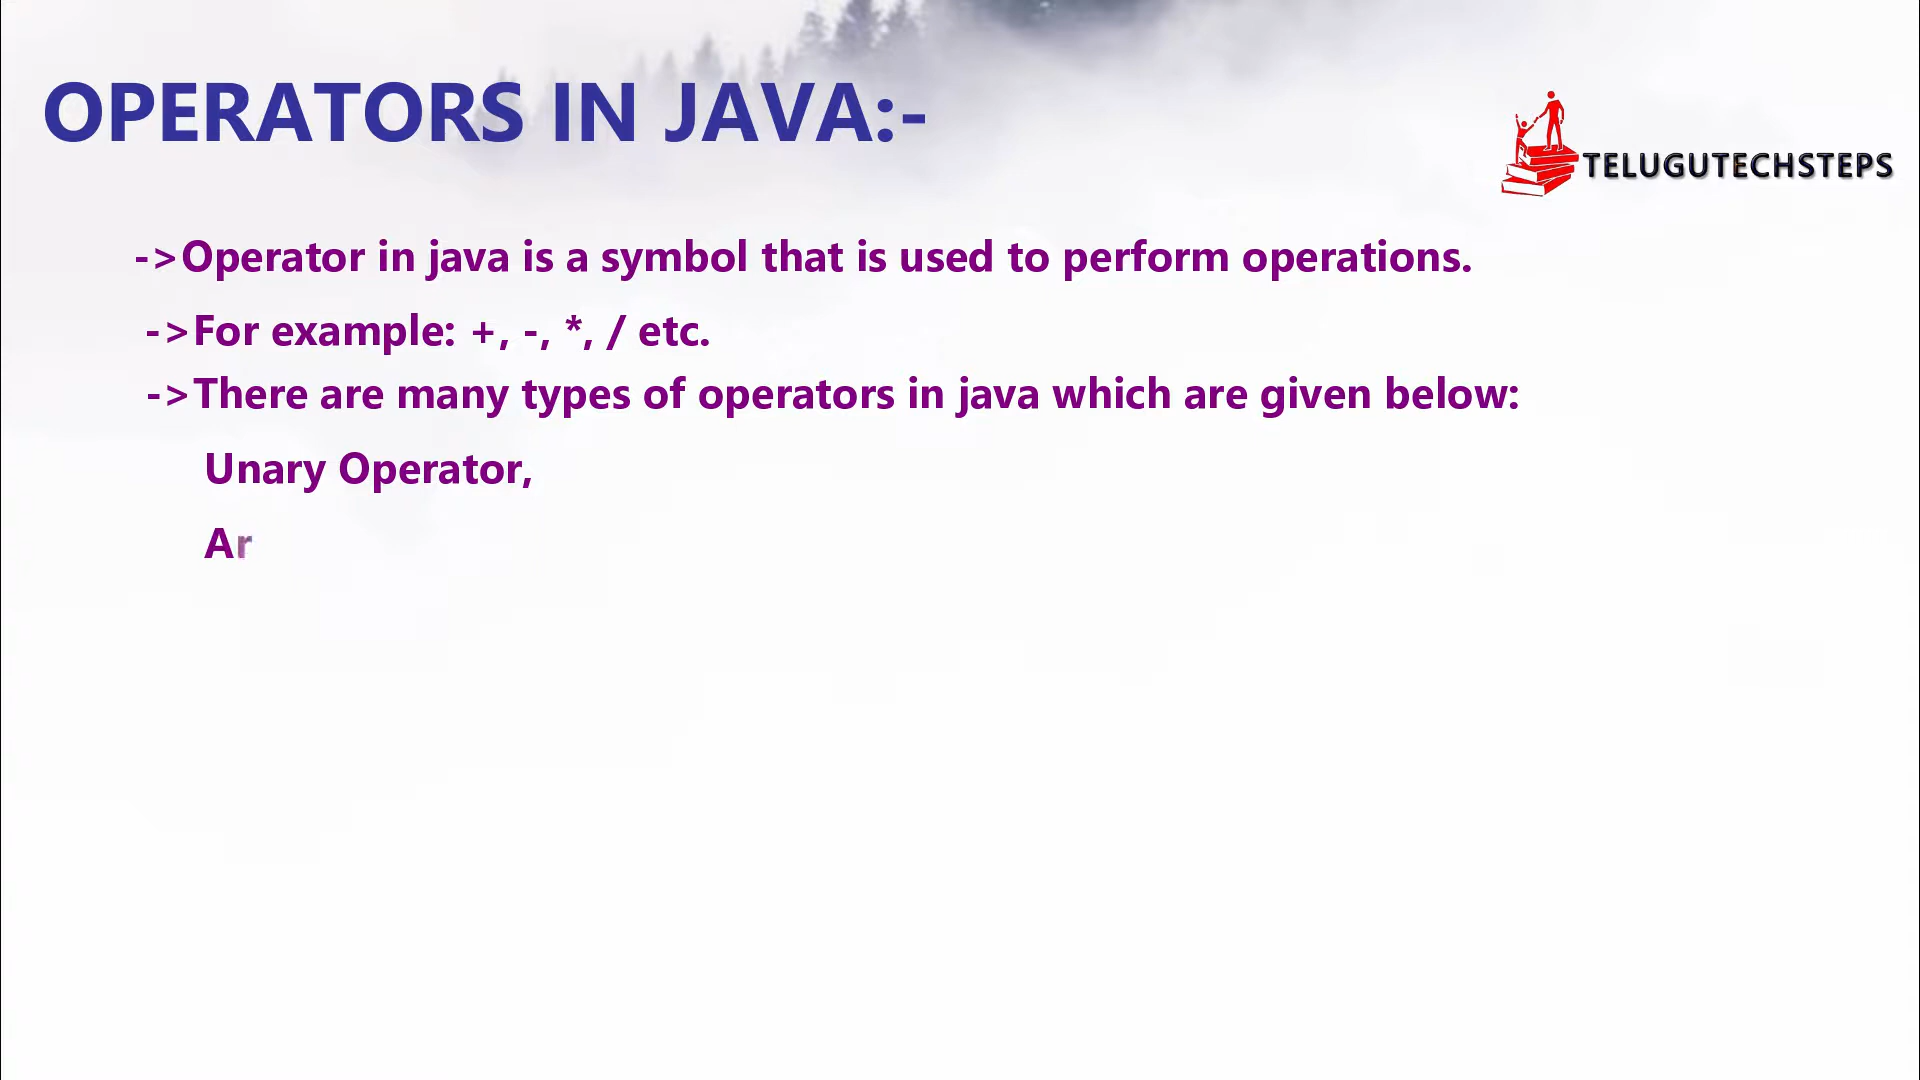 OPERATORS IN JAVA:-
TELUGUTECHSTEPS
->Operator in java is a symbol that is used to perform operations.
->For example: +, -, *, / etc.
->There are many types of operators in java which are given below:
Unary Operator,
Ar